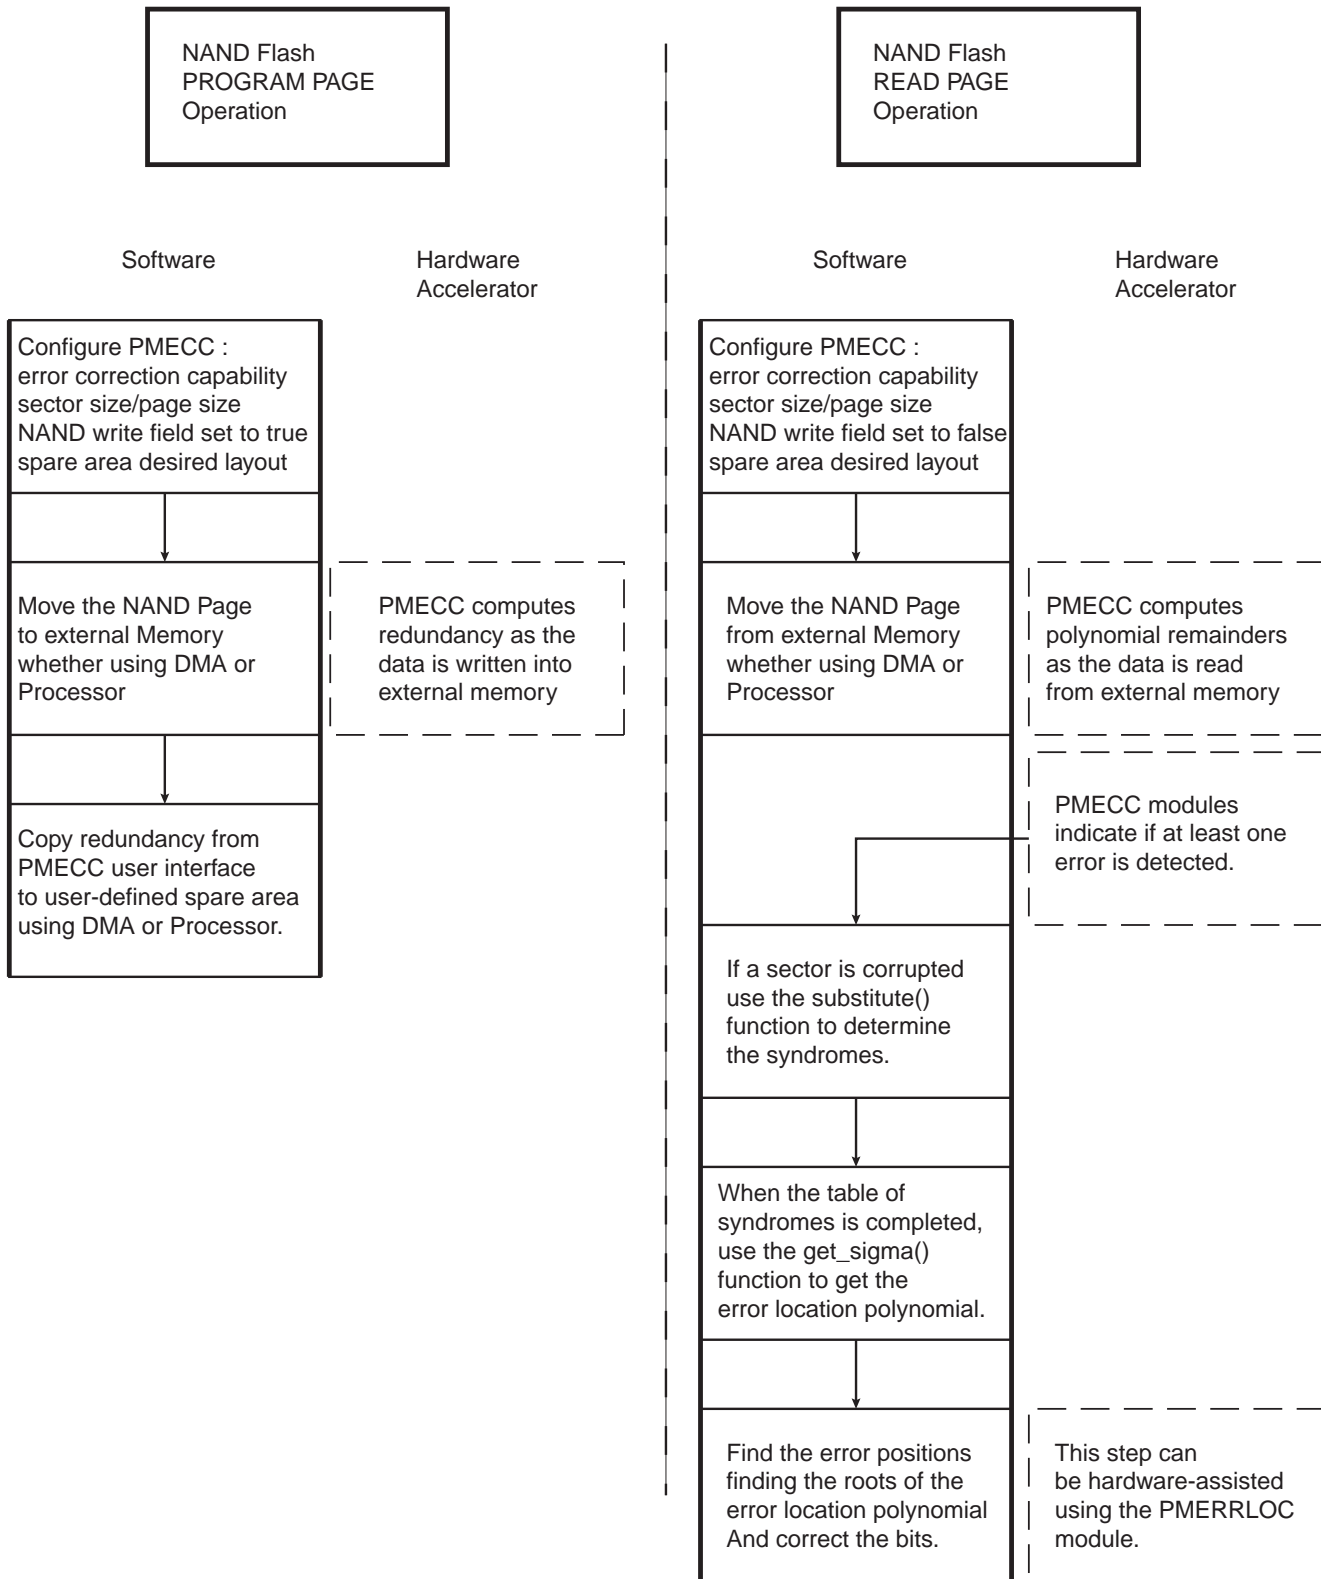 NAND Flash
PROGRAM PAGE
Operation
Software
Hardware
Accelerator
Configure PMECC :
error correction capability
sector size/page size
NAND write field set to true
spare area desired layout
Move the NAND Page
to external Memory
whether using DMA or
Processor
PMECC computes
redundancy as the
data is written into
external memory
Copy redundancy from
PMECC user interface
to user-defined spare area
using DMA or Processor.
NAND Flash
READ PAGE
Operation
Software
Hardware
Accelerator
Configure PMECC :
error correction capability
sector size/page size
NAND write field set to false
spare area desired layout
Move the NAND Page
from external Memory
whether using DMA or
Processor
PMECC computes
polynomial remainders
as the data is read
from external memory
PMECC modules
indicate if at least one
error is detected.
If a sector is corrupted
use the substitute()
function to determine
the syndromes.
When the table of
syndromes is completed,
use the get_sigma()
function to get the
error location polynomial.
Find the error positions
finding the roots of the
error location polynomial
And correct the bits.
This step can
be hardware-assisted
using the PMERRLOC
module.